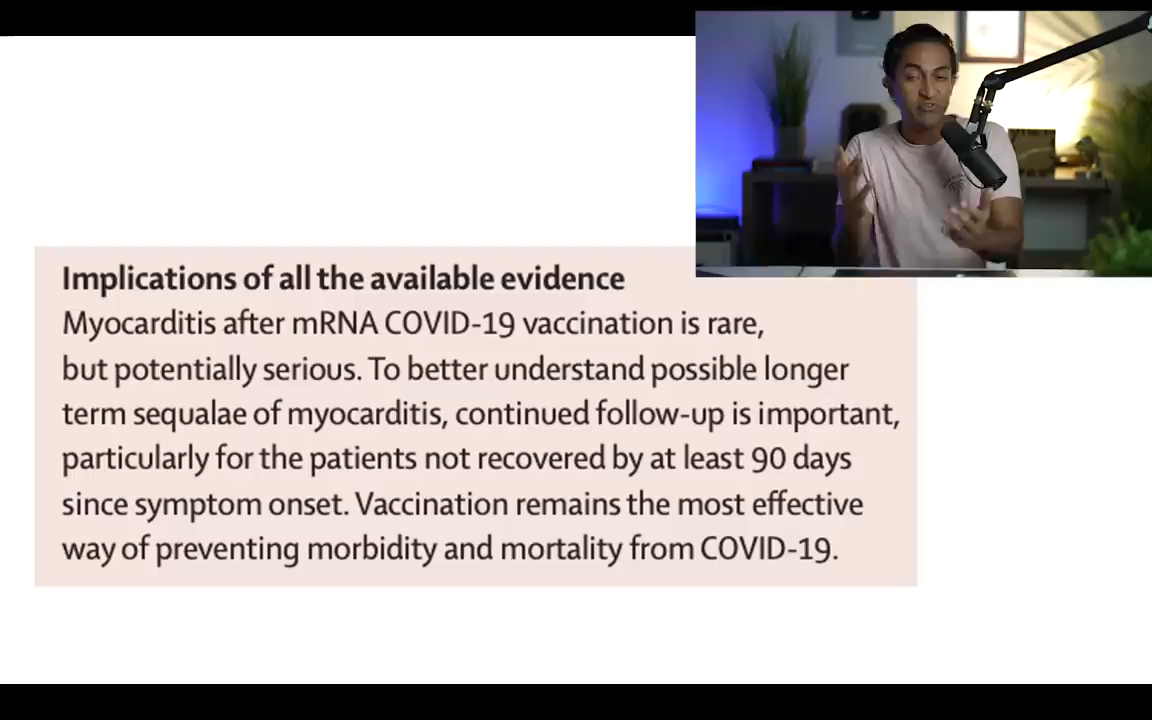 Implications of all the available evidence
Myocarditis after mRNA COVID-19 vaccination is rare,
but potentially serious. To better understand possible longer
term sequalae of myocarditis, continued follow-up is important,
particularly for the patients not recovered by at least 90 days
since symptom onset. Vaccination remains the most effective
way of preventing morbidity and mortality from COVID-19.